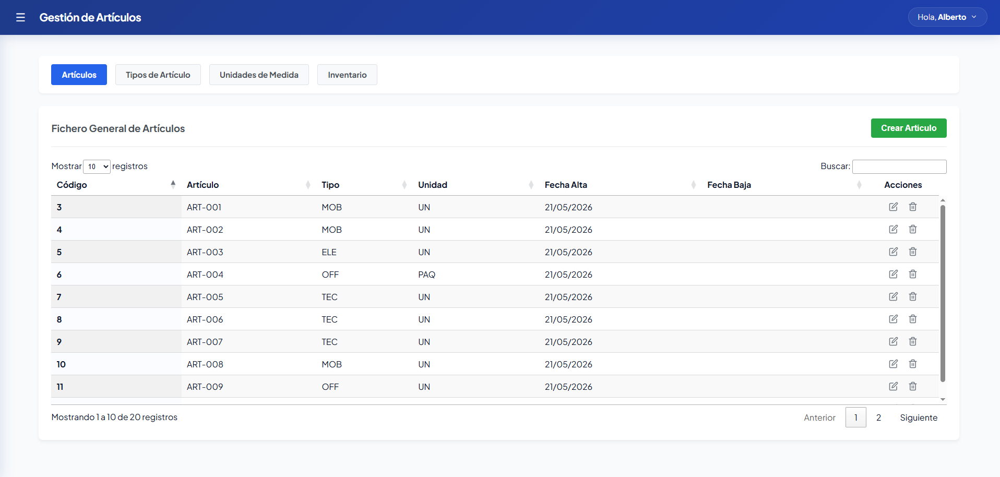 Gestión de Artículos
Hola, Alberto
Artículos Tipos de Artículo Unidades de Medida Inventario
Fichero General de Artículos Crear Artículo
Mostrar 10 registros Buscar:
Código Artículo Tipo Unidad Fecha Alta Fecha Baja Acciones
3 ART-001 MOB UN 21/05/2026
4 ART-002 MOB UN 21/05/2026
5 ART-003 ELE UN 21/05/2026
6 ART-004 OFF PAQ 21/05/2026
7 ART-005 TEC UN 21/05/2026
8 ART-006 TEC UN 21/05/2026
9 ART-007 TEC UN 21/05/2026
10 ART-008 MOB UN 21/05/2026
11 ART-009 OFF UN 21/05/2026
Mostrando 1 a 10 de 20 registros Anterior 1 2 Siguiente